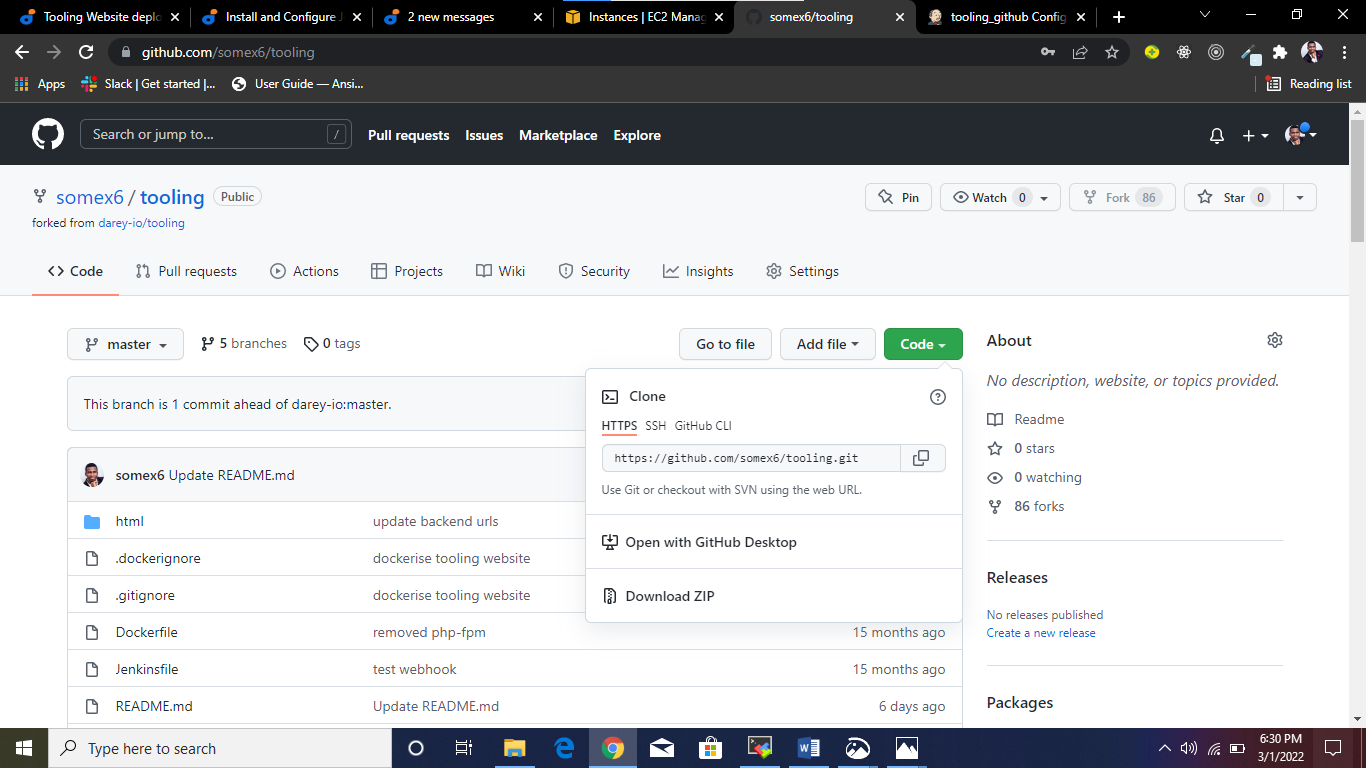 Tooling Website deplo
Install and Configure J
2 new messages
Instances | EC2 Manag
somex6/tooling
tooling_github Config
github.com/somex6/tooling
Apps
Slack | Get started |...
User Guide — Ansi...
Reading list
Search or jump to...
/
Pull requests
Issues
Marketplace
Explore
somex6 / tooling
Public
Pin
Watch 0
Fork 86
Star 0
forked from darey-io/tooling
Code
Pull requests
Actions
Projects
Wiki
Security
Insights
Settings
master
5 branches
0 tags
Go to file
Add file
Code
About
Clone
HTTPS
SSH
GitHub CLI
https://github.com/somex6/tooling.git
Use Git or checkout with SVN using the web URL.
Open with GitHub Desktop
Download ZIP
No description, website, or topics provided.
Readme
0 stars
0 watching
86 forks
This branch is 1 commit ahead of darey-io:master.
somex6 Update README.md
html
update backend urls
.dockerignore
dockerise tooling website
.gitignore
dockerise tooling website
Dockerfile
removed php-fpm
15 months ago
Jenkinsfile
test webhook
15 months ago
README.md
Update README.md
6 days ago
Releases
No releases published
Create a new release
Packages
Type here to search
6:30 PM
3/1/2022